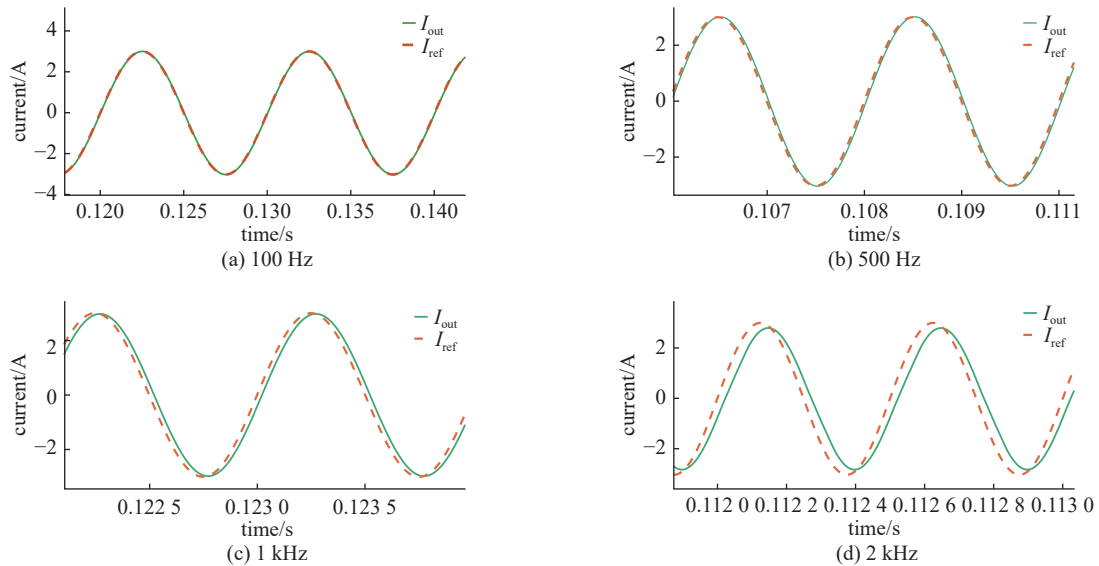 4
2
0
−2
−4
current/A
I_out
I_ref
0.120 0.125 0.130 0.135 0.140
time/s
(a) 100 Hz
2
0
−2
current/A
I_out
I_ref
0.107 0.108 0.109 0.111
time/s
(b) 500 Hz
2
0
−2
current/A
I_out
I_ref
0.122 5 0.123 0 0.123 5
time/s
(c) 1 kHz
2
0
−2
current/A
I_out
I_ref
0.112 0 0.112 2 0.112 4 0.112 6 0.112 8 0.113 0
time/s
(d) 2 kHz